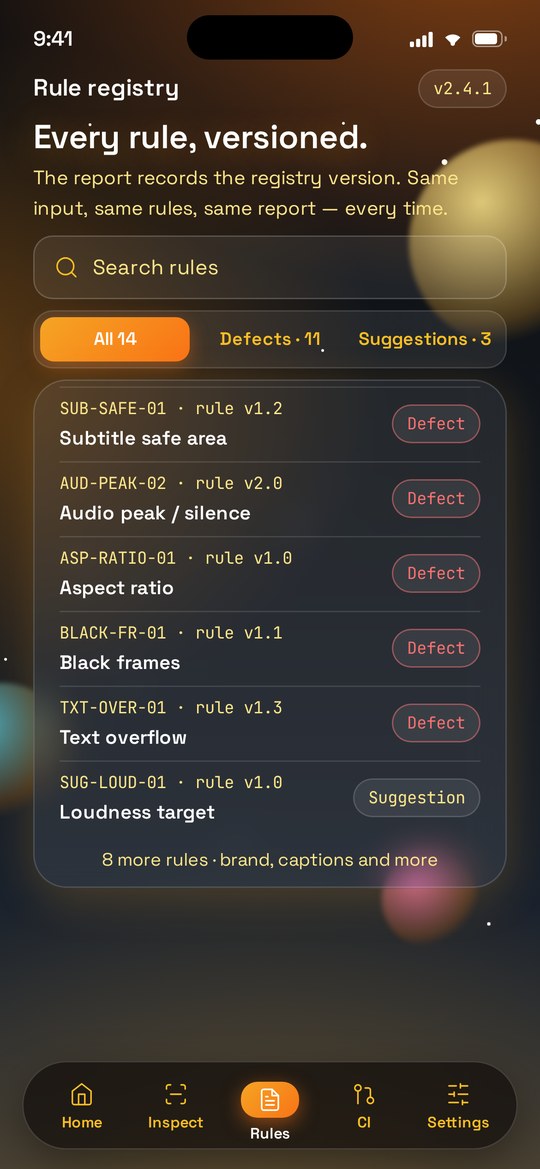 9:41
Rule registry
v2.4.1
Every rule, versioned.
The report records the registry version. Same
input, same rules, same report — every time.
Search rules
All 14
Defects · 11
Suggestions · 3
SUB-SAFE-01 · rule v1.2
Subtitle safe area
Defect
AUD-PEAK-02 · rule v2.0
Audio peak / silence
Defect
ASP-RATIO-01 · rule v1.0
Aspect ratio
Defect
BLACK-FR-01 · rule v1.1
Black frames
Defect
TXT-OVER-01 · rule v1.3
Text overflow
Defect
SUG-LOUD-01 · rule v1.0
Loudness target
Suggestion
8 more rules · brand, captions and more
Home
Inspect
Rules
CI
Settings